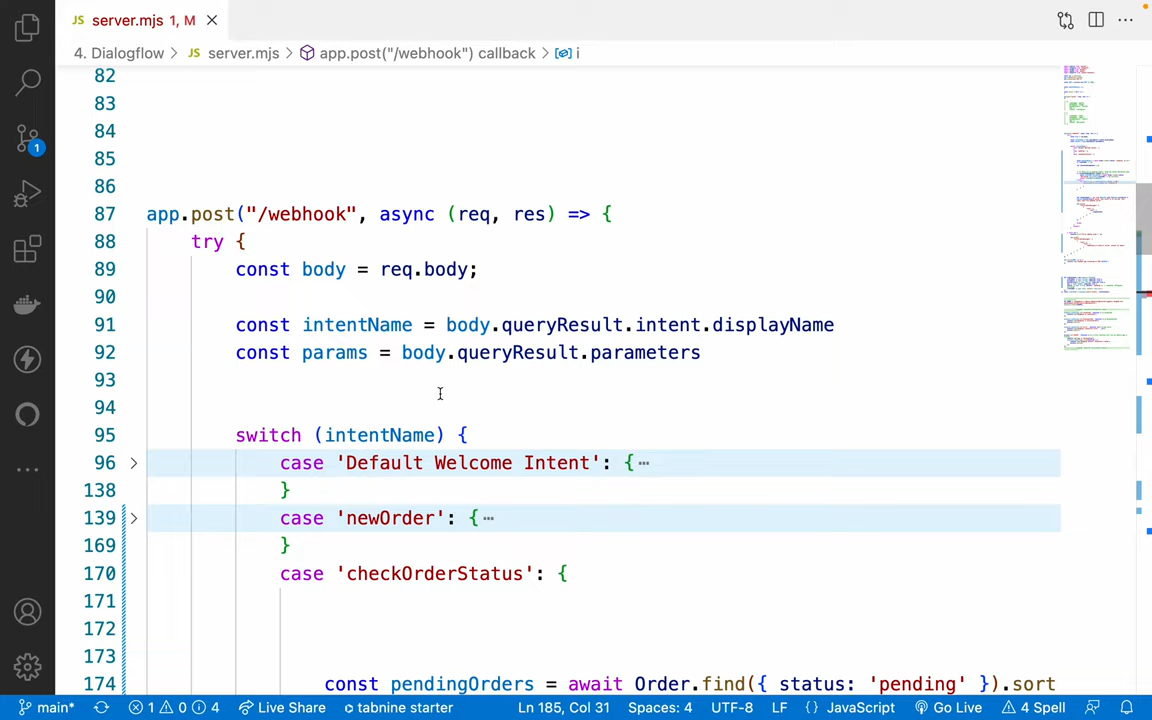 JS server.mjs 1, M
4. Dialogflow > JS server.mjs > app.post("/webhook") callback > i
82
83
84
85
86
87 app.post("/webhook", async (req, res) => {
88 try {
89 const body = req.body;
90
91 const intentName = body.queryResult.intent.displayName
92 const params = body.queryResult.parameters
93
94
95 switch (intentName) {
96 case 'Default Welcome Intent': {⋯
138 }
139 case 'newOrder': {⋯
169 }
170 case 'checkOrderStatus': {
171
172
173
174 const pendingOrders = await Order.find({ status: 'pending' }).sort
1
main* 1 0 4 Live Share tabnine starter Ln 185, Col 31 Spaces: 4 UTF-8 LF {} JavaScript Go Live 4 Spell